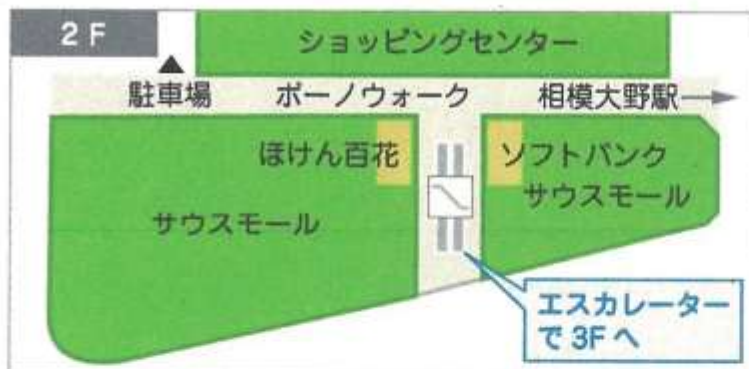 2F
ショッピングセンター
駐車場
ボーノウォーク
相模大野駅
ほけん百花
ソフトバンク
サウスモール
サウスモール
エスカレーター
で3Fへ